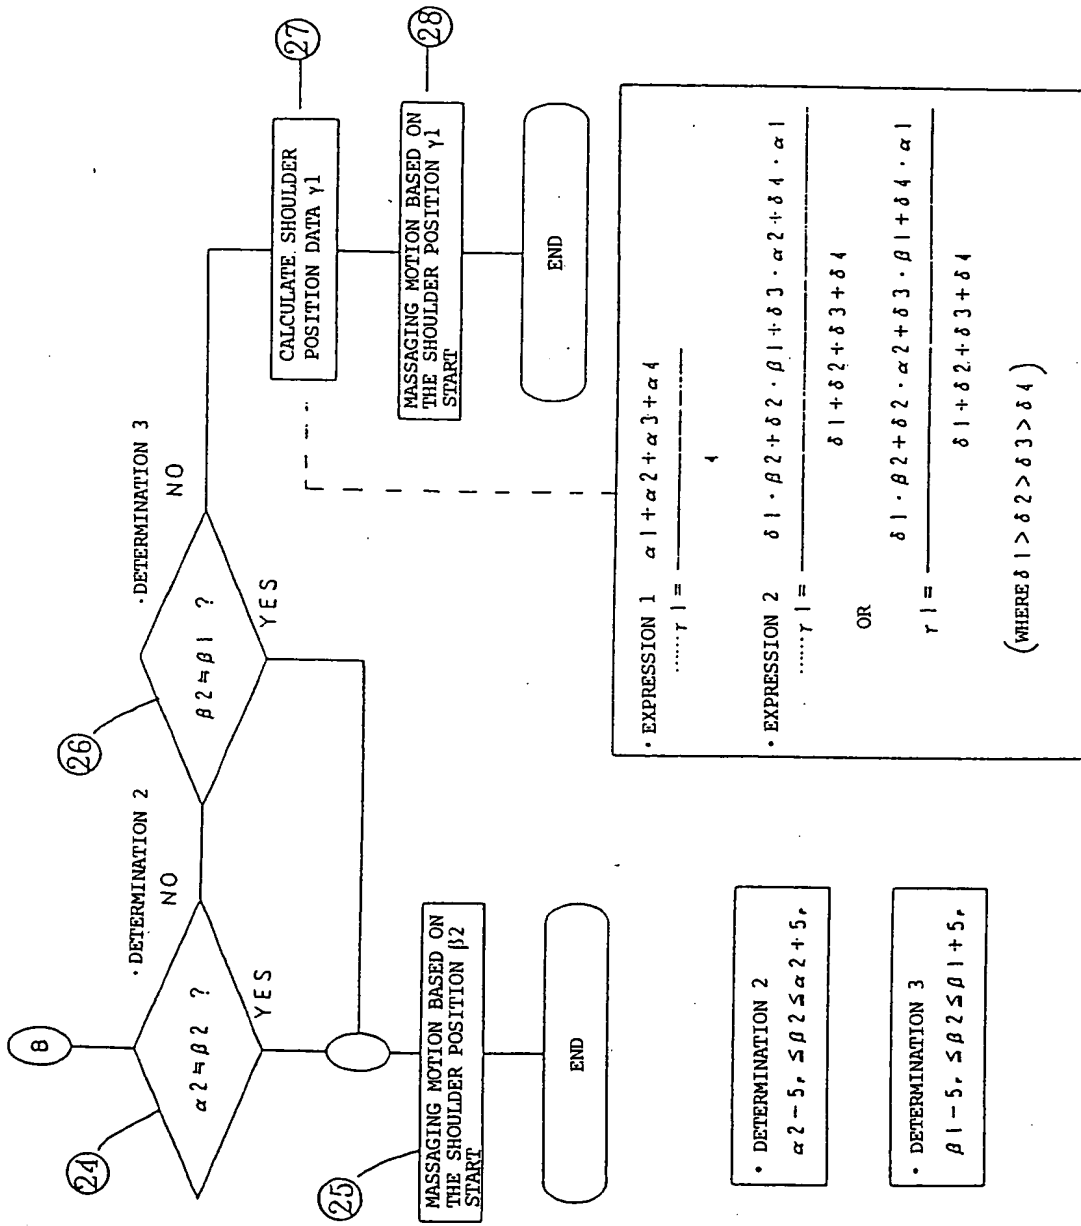 B
24
α2≒β2 ?
・DETERMINATION 2
NO
YES
26
β2≒β1 ?
・DETERMINATION 3
NO
YES
27
CALCULATE SHOULDER
POSITION DATA γ1
28
MASSAGING MOTION BASED ON
THE SHOULDER POSITION γ1
START
END
25
MASSAGING MOTION BASED ON
THE SHOULDER POSITION β2
START
END
・DETERMINATION 2
α2-5, ≦β2≦α2+5,
・DETERMINATION 3
β1-5, ≦β2≦β1+5,
・EXPRESSION 1 α1+α2+α3+α4
……γ1=
4
・EXPRESSION 2 δ1・β2+δ2・β1+δ3・α2+δ4・α1
……γ1=
δ1+δ2+δ3+δ4
OR
δ1・β2+δ2・α2+δ3・β1+δ4・α1
γ1=
δ1+δ2+δ3+δ4
(WHERE δ1>δ2>δ3>δ4)